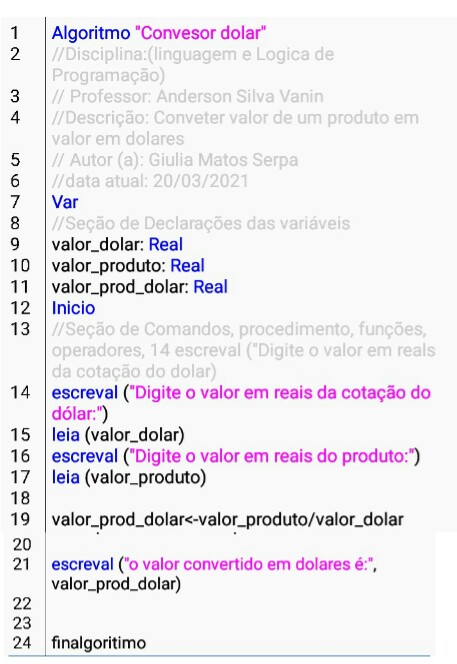 1 Algoritmo "Convesor dolar"
2 //Disciplina:(linguagem e Logica de
Programação)
3 // Professor: Anderson Silva Vanin
4 //Descrição: Conveter valor de um produto em
valor em dolares
5 // Autor (a): Giulia Matos Serpa
6 //data atual: 20/03/2021
7 Var
8 //Seção de Declarações das variáveis
9 valor_dolar: Real
10 valor_produto: Real
11 valor_prod_dolar: Real
12 Inicio
13 //Seção de Comandos, procedimento, funções,
operadores, 14 escreval ("Digite o valor em reals
da cotação do dolar)
14 escreval ("Digite o valor em reais da cotação do
dólar:")
15 leia (valor_dolar)
16 escreval ("Digite o valor em reais do produto:")
17 leia (valor_produto)
18
19 valor_prod_dolar<-valor_produto/valor_dolar
20
21 escreval ("o valor convertido em dolares é:",
valor_prod_dolar)
22
23
24 finalgoritimo